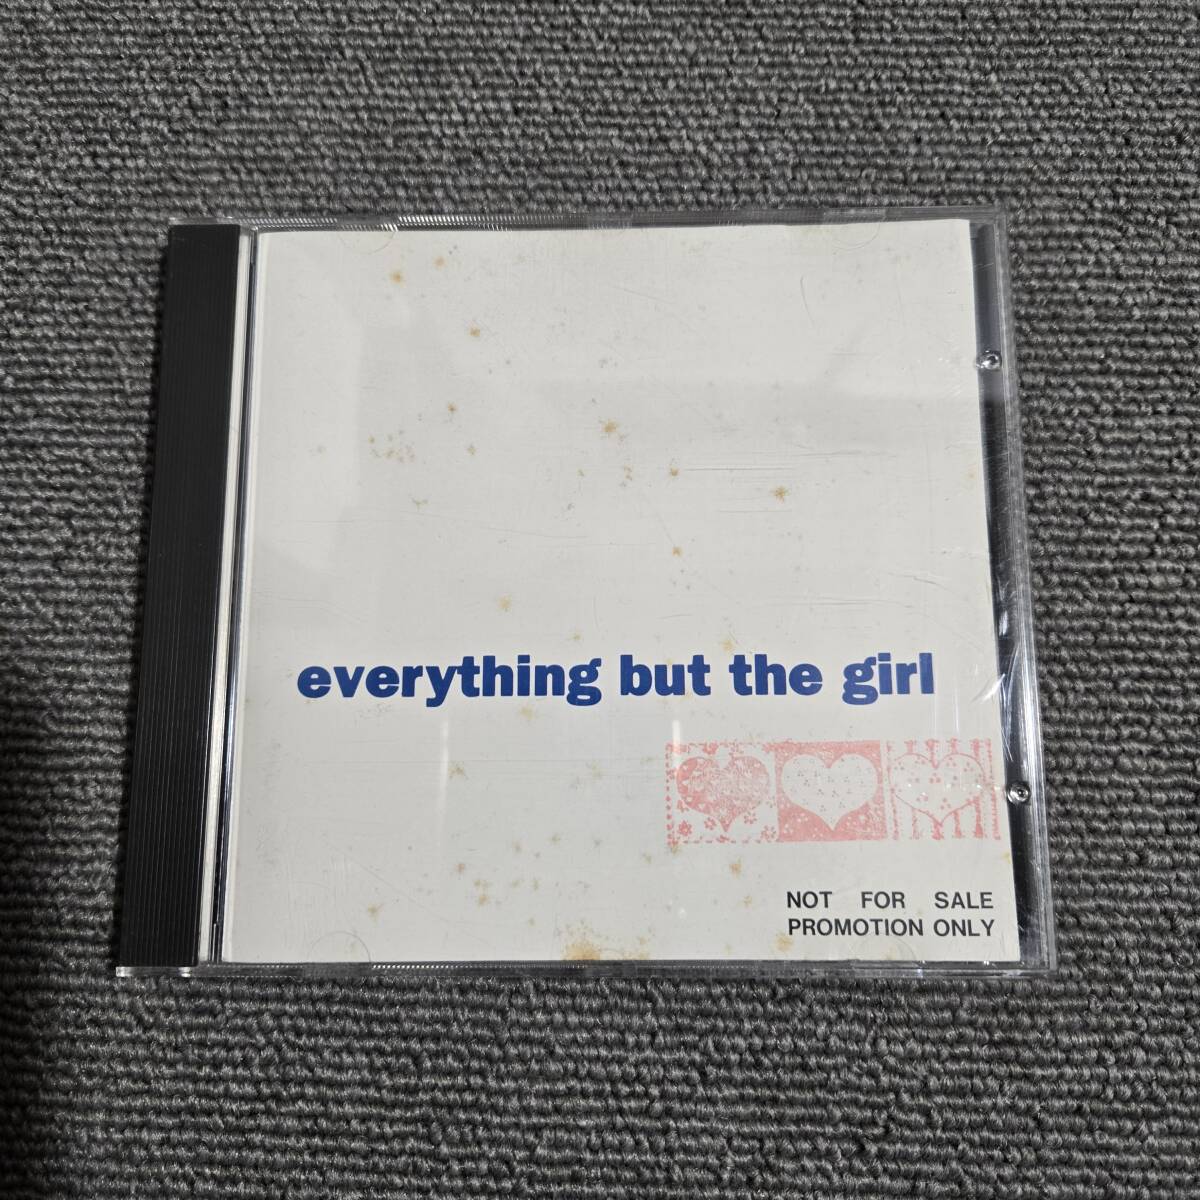 everything but the girl
NOT FOR SALE
PROMOTION ONLY